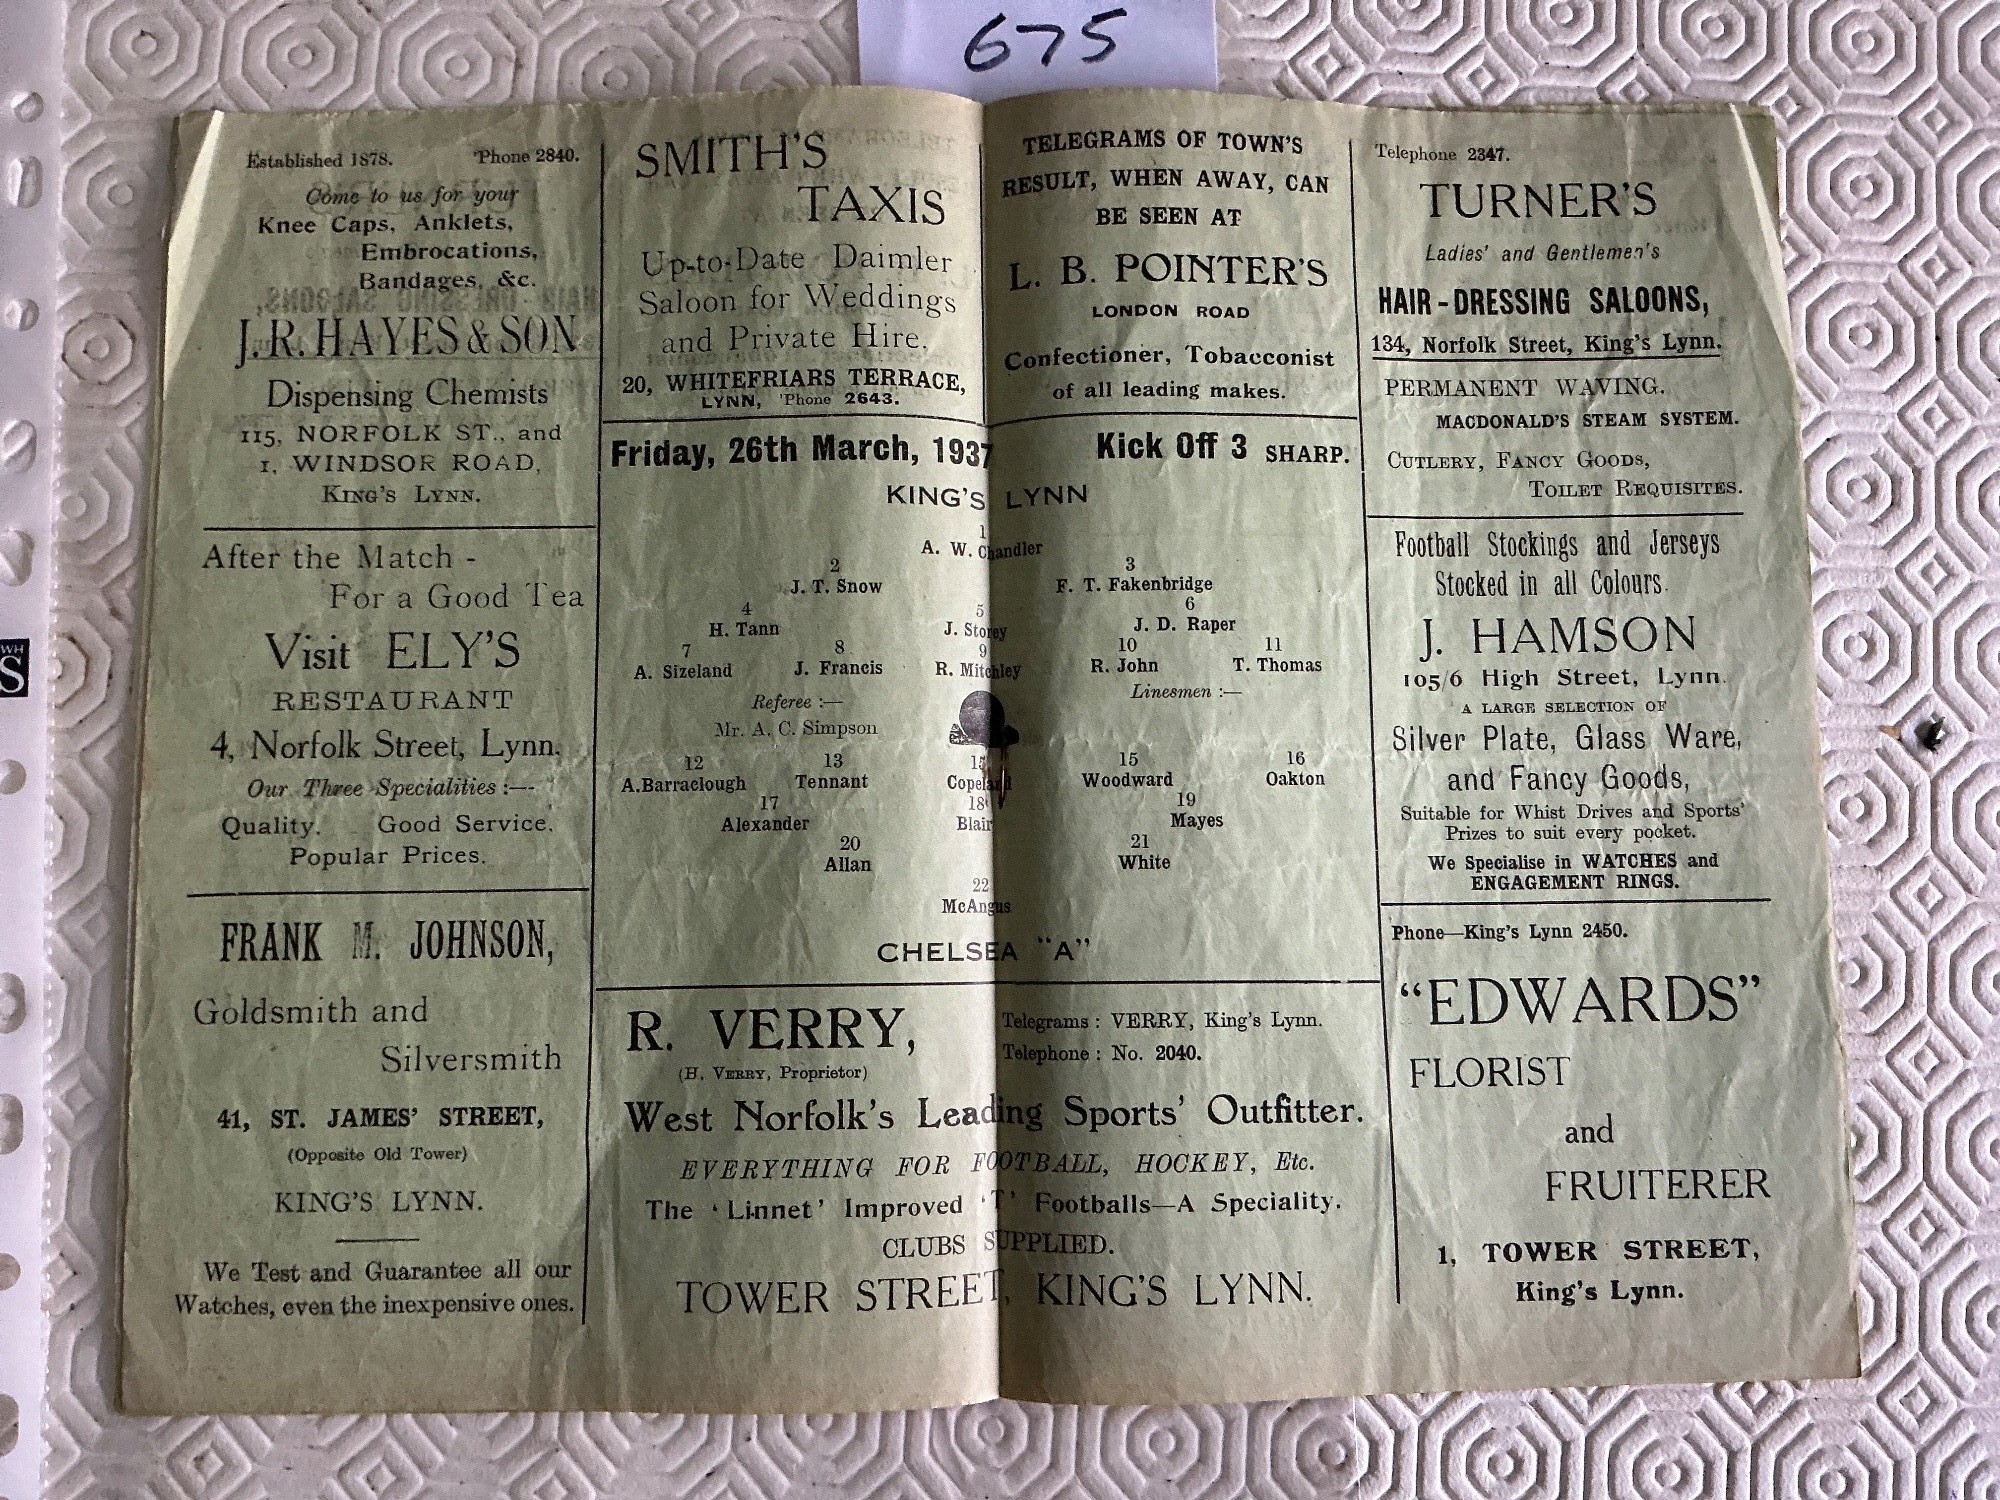 675
WH
S
Established 1878. 'Phone 2840.
Come to us for your
Knee Caps, Anklets,
Embrocations,
Bandages, &c.
J. R. HAYES & SON
Dispensing Chemists
115, NORFOLK ST., and
1, WINDSOR ROAD,
KING'S LYNN.
After the Match -
For a Good Tea
Visit ELY'S
RESTAURANT
4, Norfolk Street, Lynn.
Our Three Specialities :—
Quality. Good Service.
Popular Prices.
FRANK M. JOHNSON,
Goldsmith and
Silversmith
41, ST. JAMES' STREET,
(Opposite Old Tower)
KING'S LYNN.
We Test and Guarantee all our
Watches, even the inexpensive ones.
SMITH'S
TAXIS
Up-to-Date Daimler
Saloon for Weddings
and Private Hire.
20, WHITEFRIARS TERRACE,
LYNN, 'Phone 2643.
TELEGRAMS OF TOWN'S
RESULT, WHEN AWAY, CAN
BE SEEN AT
L. B. POINTER'S
LONDON ROAD
Confectioner, Tobacconist
of all leading makes.
Friday, 26th March, 1937 Kick Off 3 SHARP.
KING'S LYNN
1
A. W. Chandler
2 3
J. T. Snow F. T. Fakenbridge
4 5 6
H. Tann J. Storey J. D. Raper
7 8 9 10 11
A. Sizeland J. Francis R. Mitchley R. John T. Thomas
Referee :— Linesmen :—
Mr. A. C. Simpson
12 13 15 15 16
A.Barraclough Tennant Copeland Woodward Oakton
17 18 19
Alexander Blair Mayes
20 21
Allan White
22
McAngus
CHELSEA "A"
R. VERRY,
(H. VERRY, Proprietor)
Telegrams : VERRY, King's Lynn.
Telephone : No. 2040.
West Norfolk's Leading Sports' Outfitter.
EVERYTHING FOR FOOTBALL, HOCKEY, Etc.
The 'Linnet' Improved 'T' Footballs—A Speciality.
CLUBS SUPPLIED.
TOWER STREET, KING'S LYNN.
Telephone 2347.
TURNER'S
Ladies' and Gentlemen's
HAIR-DRESSING SALOONS,
134, Norfolk Street, King's Lynn.
PERMANENT WAVING.
MACDONALD'S STEAM SYSTEM.
CUTLERY, FANCY GOODS,
TOILET REQUISITES.
Football Stockings and Jerseys
Stocked in all Colours.
J. HAMSON
105/6 High Street, Lynn.
A LARGE SELECTION OF
Silver Plate, Glass Ware,
and Fancy Goods,
Suitable for Whist Drives and Sports'
Prizes to suit every pocket.
We Specialise in WATCHES and
ENGAGEMENT RINGS.
Phone—King's Lynn 2450.
"EDWARDS"
FLORIST
and
FRUITERER
1, TOWER STREET,
King's Lynn.